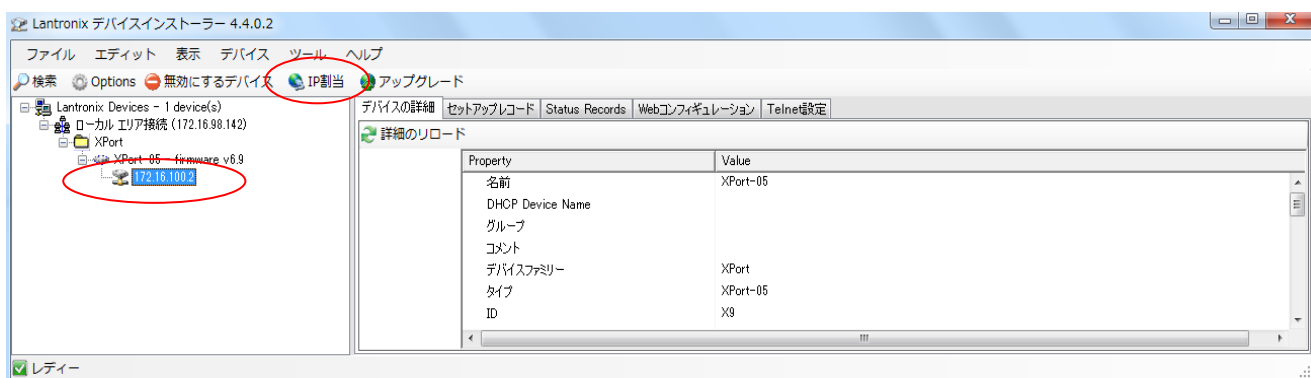 Lantronix デバイスインストーラー 4.4.0.2
ファイル エディット 表示 デバイス ツール ヘルプ
検索 Options 無効にするデバイス IP割当 アップグレード
Lantronix Devices - 1 device(s)
ローカル エリア接続 (172.16.98.142)
XPort
XPort-05 - firmware v6.9
172.16.100.2
デバイスの詳細 セットアップレコード Status Records Webコンフィギュレーション Telnet設定
詳細のリロード
Property Value
名前 XPort-05
DHCP Device Name
グループ
コメント
デバイスファミリー XPort
タイプ XPort-05
ID X9
レディー